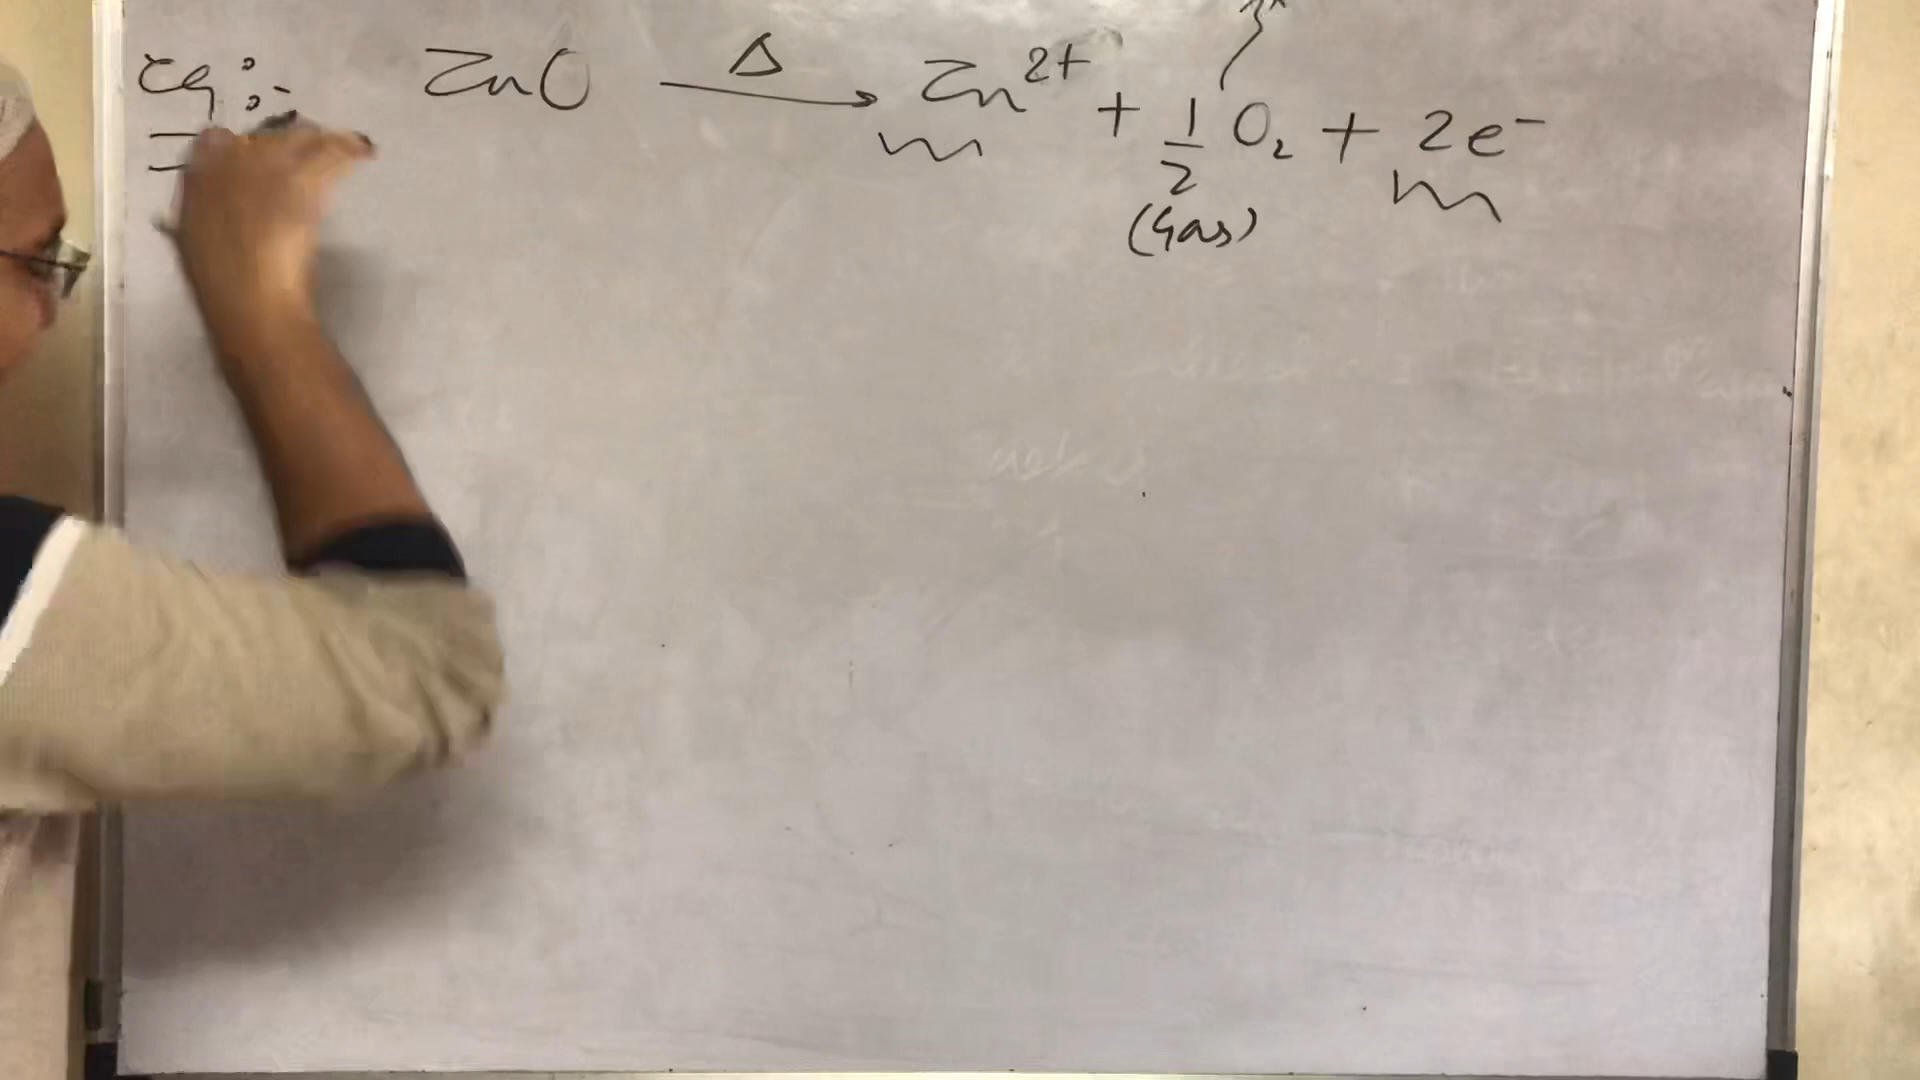 eg:- ZnO Δ→ Zn²⁺ + 1/2 O₂ + 2e⁻
(Gas)